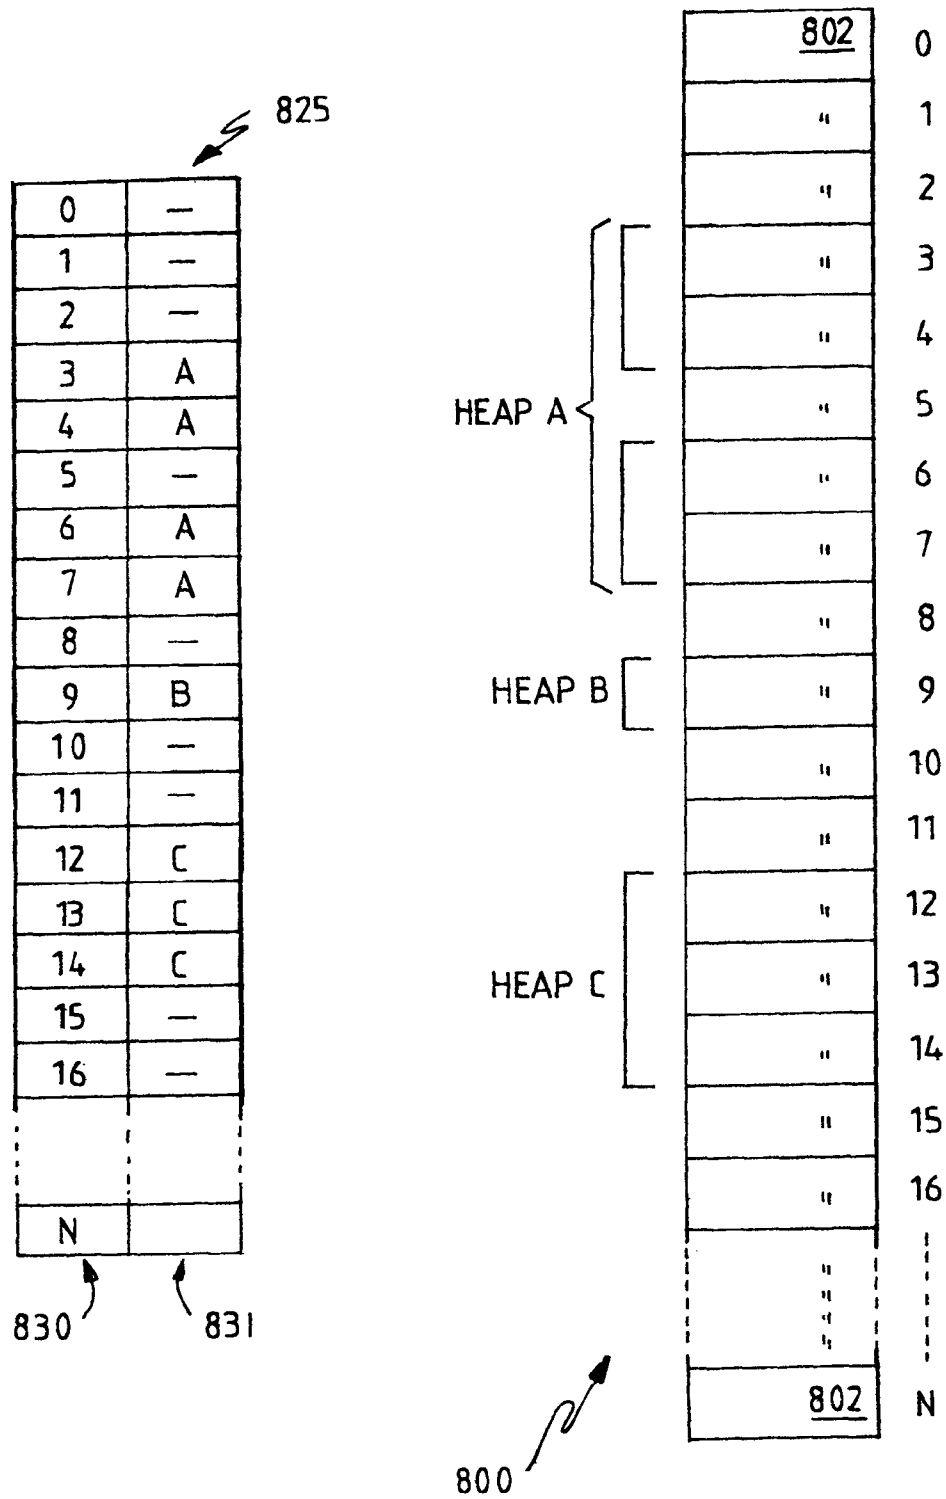 825
0 —
1 —
2 —
3 A
4 A
5 —
6 A
7 A
8 —
9 B
10 —
11 —
12 C
13 C
14 C
15 —
16 —
N
830
831
802 0
" 1
" 2
" 3
" 4
" 5
" 6
" 7
" 8
" 9
" 10
" 11
" 12
" 13
" 14
" 15
" 16
"
"
"
"
802 N
HEAP A
HEAP B
HEAP C
800